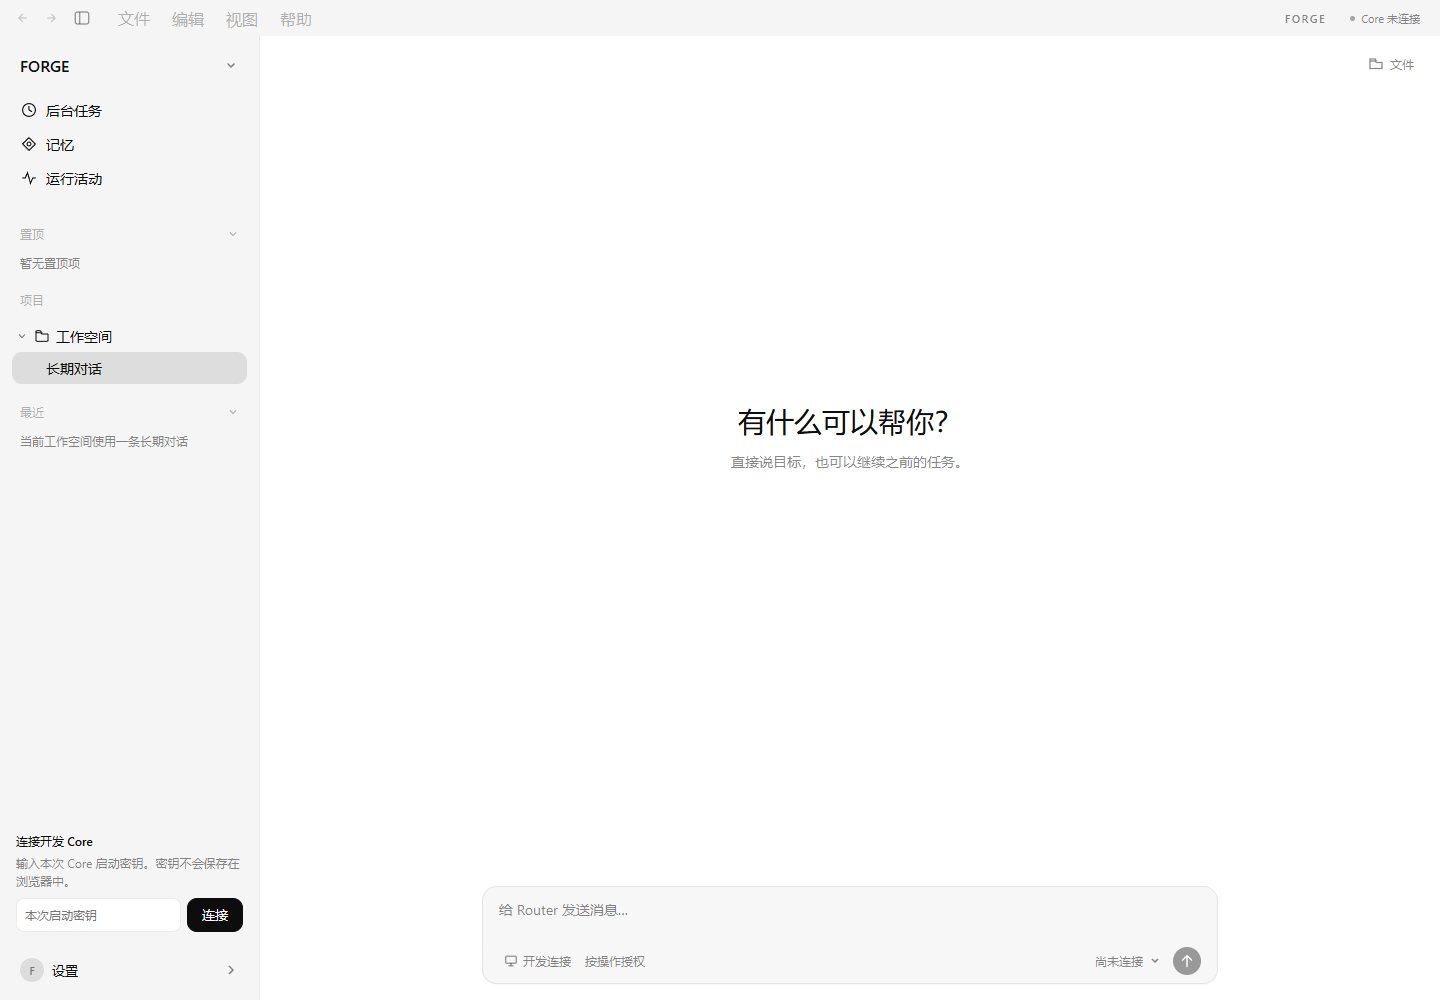 文件 编辑 视图 帮助
FORGE
Core 未连接
FORGE
文件
后台任务
记忆
运行活动
置顶
暂无置顶项
项目
工作空间
长期对话
最近
当前工作空间使用一条长期对话
有什么可以帮你？
直接说目标，也可以继续之前的任务。
连接开发 Core
输入本次 Core 启动密钥。密钥不会保存在
浏览器中。
本次启动密钥
连接
F
设置
给 Router 发送消息...
开发连接 按操作授权
尚未连接